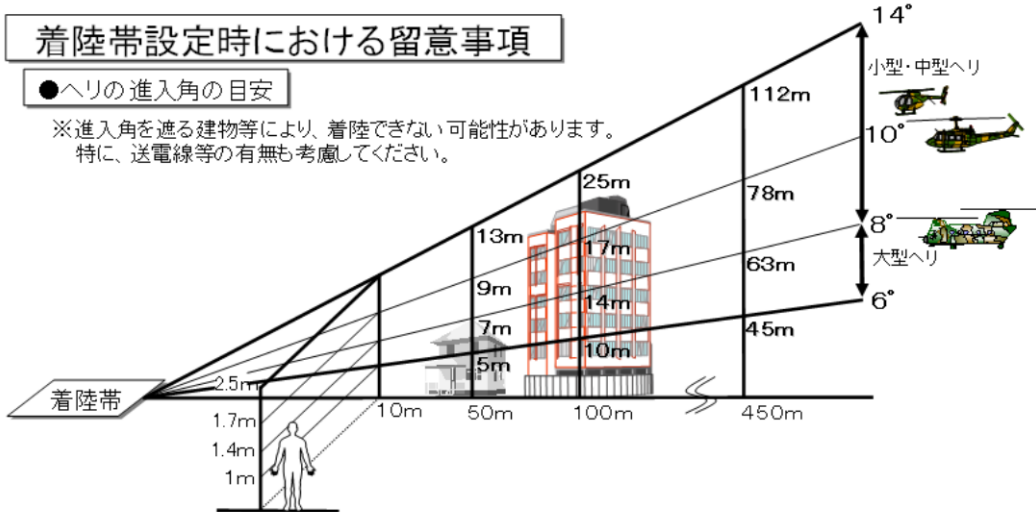 着陸帯設定時における留意事項
●ヘリの進入角の目安
※進入角を遮る建物等により、着陸できない可能性があります。
特に、送電線等の有無も考慮してください。
14°
小型・中型ヘリ
10°
8°
大型ヘリ
6°
112m
78m
63m
45m
25m
17m
14m
10m
13m
9m
7m
5m
2.5m
1.7m
1.4m
1m
着陸帯
10m
50m
100m
450m